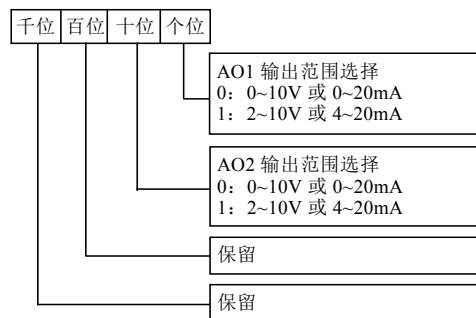 千位 百位 十位 个位
AO1 输出范围选择
0：0~10V 或 0~20mA
1：2~10V 或 4~20mA
AO2 输出范围选择
0：0~10V 或 0~20mA
1：2~10V 或 4~20mA
保留
保留